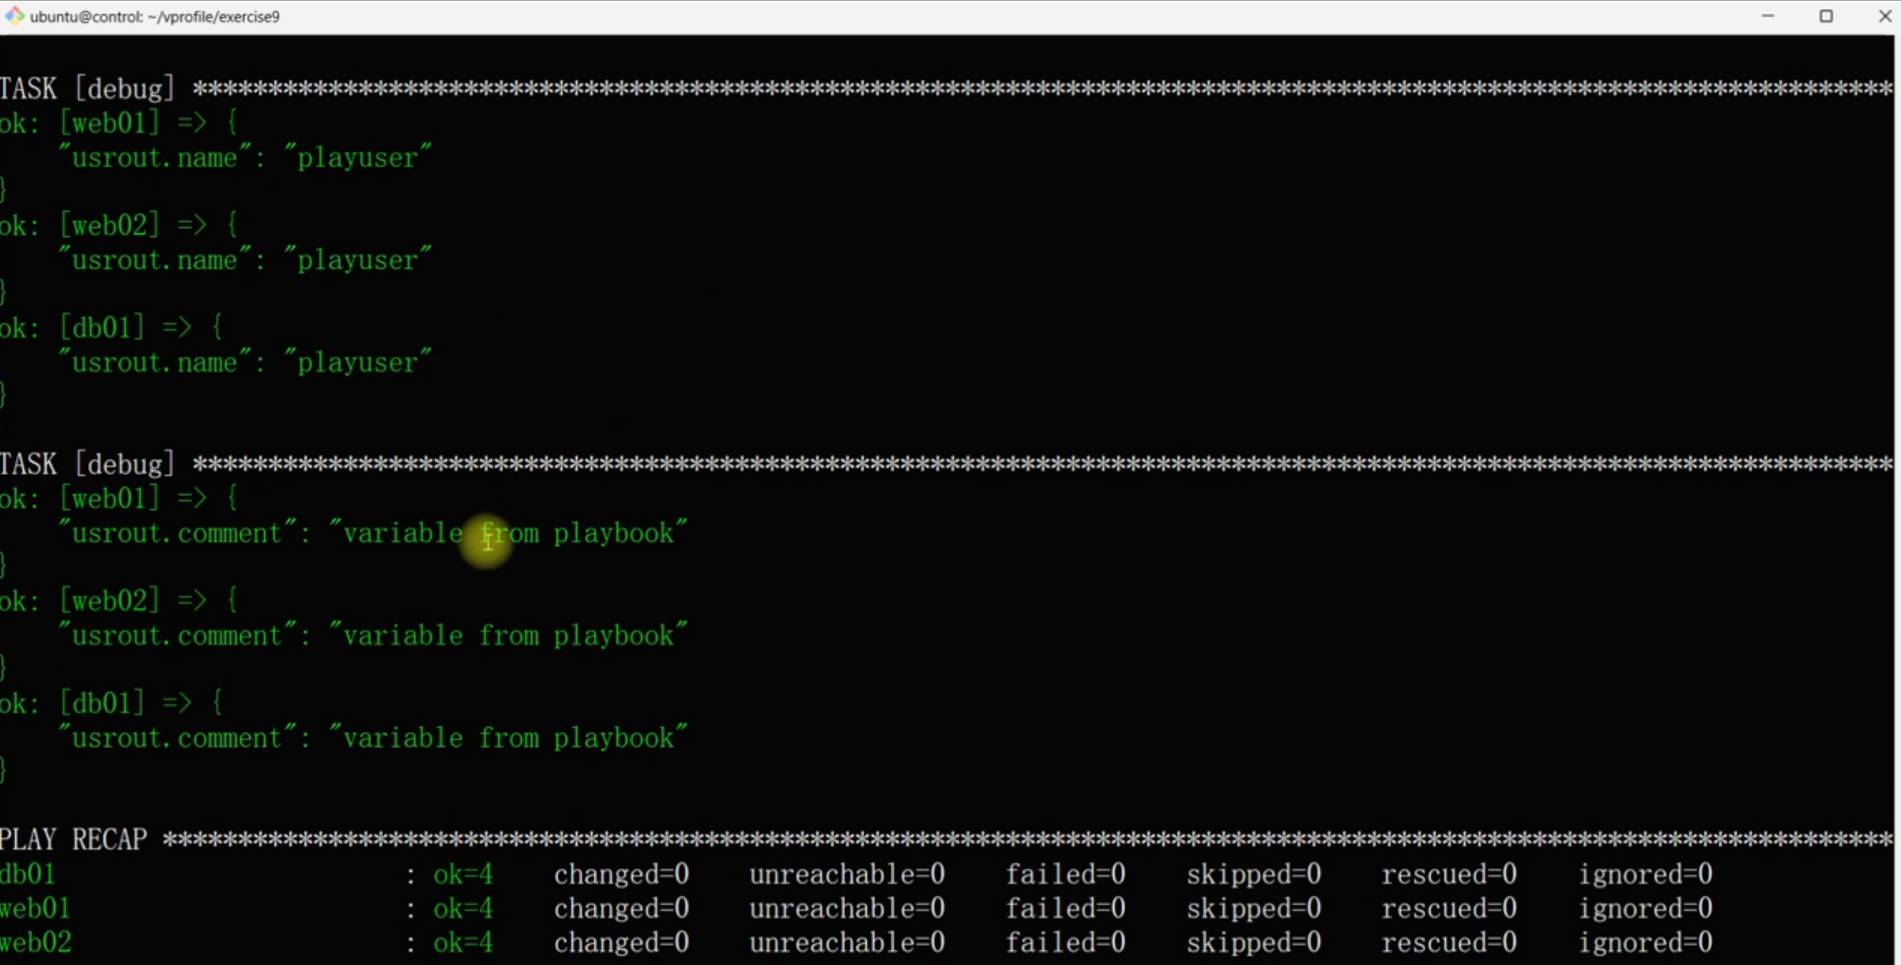 ubuntu@control: ~/vprofile/exercise9
TASK [debug] ******************************************************************************************************************
ok: [web01] => {
    "usrout.name": "playuser"
}
ok: [web02] => {
    "usrout.name": "playuser"
}
ok: [db01] => {
    "usrout.name": "playuser"
}
TASK [debug] ******************************************************************************************************************
ok: [web01] => {
    "usrout.comment": "variable from playbook"
}
ok: [web02] => {
    "usrout.comment": "variable from playbook"
}
ok: [db01] => {
    "usrout.comment": "variable from playbook"
}
PLAY RECAP ********************************************************************************************************************
db01                       : ok=4    changed=0    unreachable=0    failed=0    skipped=0    rescued=0    ignored=0
web01                      : ok=4    changed=0    unreachable=0    failed=0    skipped=0    rescued=0    ignored=0
web02                      : ok=4    changed=0    unreachable=0    failed=0    skipped=0    rescued=0    ignored=0